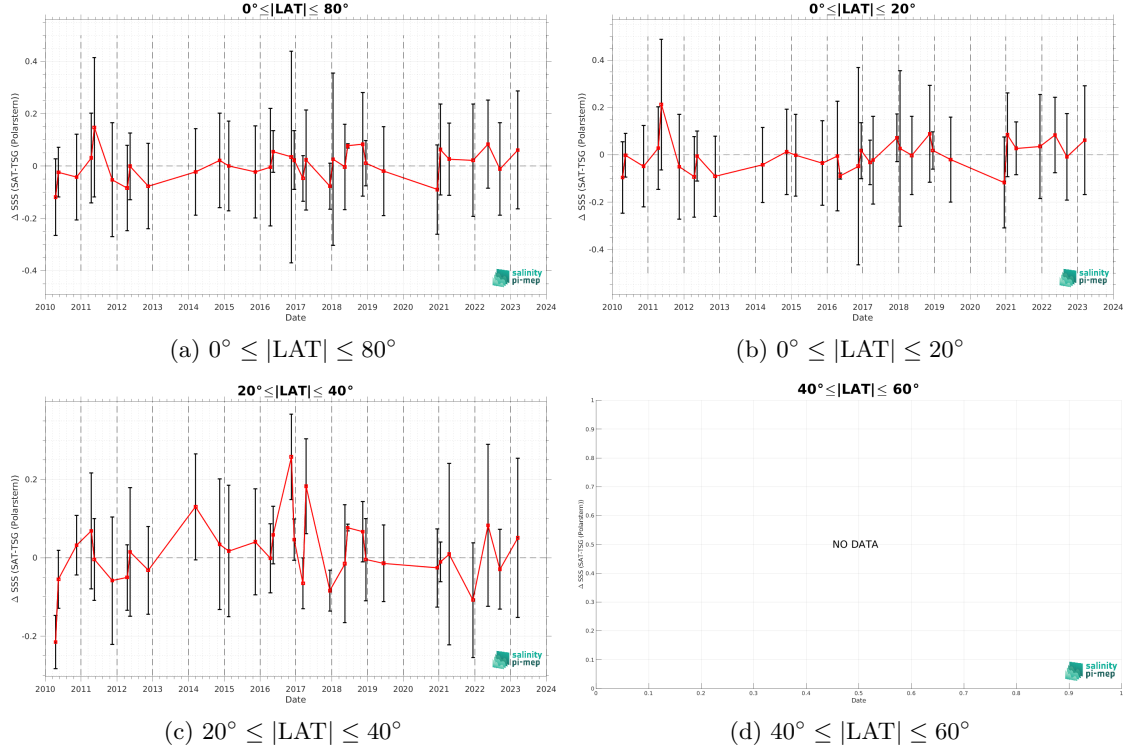 0°≤|LAT|≤ 80°
Δ SSS (SAT-TSG (Polarstern))
0.4
0.2
0
-0.2
-0.4
2010 2011 2012 2013 2014 2015 2016 2017 2018 2019 2020 2021 2022 2023 2024
Date
salinity
pi-mep
(a) 0° ≤ |LAT| ≤ 80°
0°≤|LAT|≤ 20°
Δ SSS (SAT-TSG (Polarstern))
0.4
0.2
0
-0.2
-0.4
2010 2011 2012 2013 2014 2015 2016 2017 2018 2019 2020 2021 2022 2023 2024
Date
salinity
pi-mep
(b) 0° ≤ |LAT| ≤ 20°
20°≤|LAT|≤ 40°
Δ SSS (SAT-TSG (Polarstern))
0.2
0
-0.2
2010 2011 2012 2013 2014 2015 2016 2017 2018 2019 2020 2021 2022 2023 2024
Date
salinity
pi-mep
(c) 20° ≤ |LAT| ≤ 40°
40°≤|LAT|≤ 60°
Δ SSS (SAT-TSG (Polarstern))
1
0.9
0.8
0.7
0.6
0.5
0.4
0.3
0.2
0.1
0
NO DATA
0 0.1 0.2 0.3 0.4 0.5 0.6 0.7 0.8 0.9 1
Date
salinity
pi-mep
(d) 40° ≤ |LAT| ≤ 60°